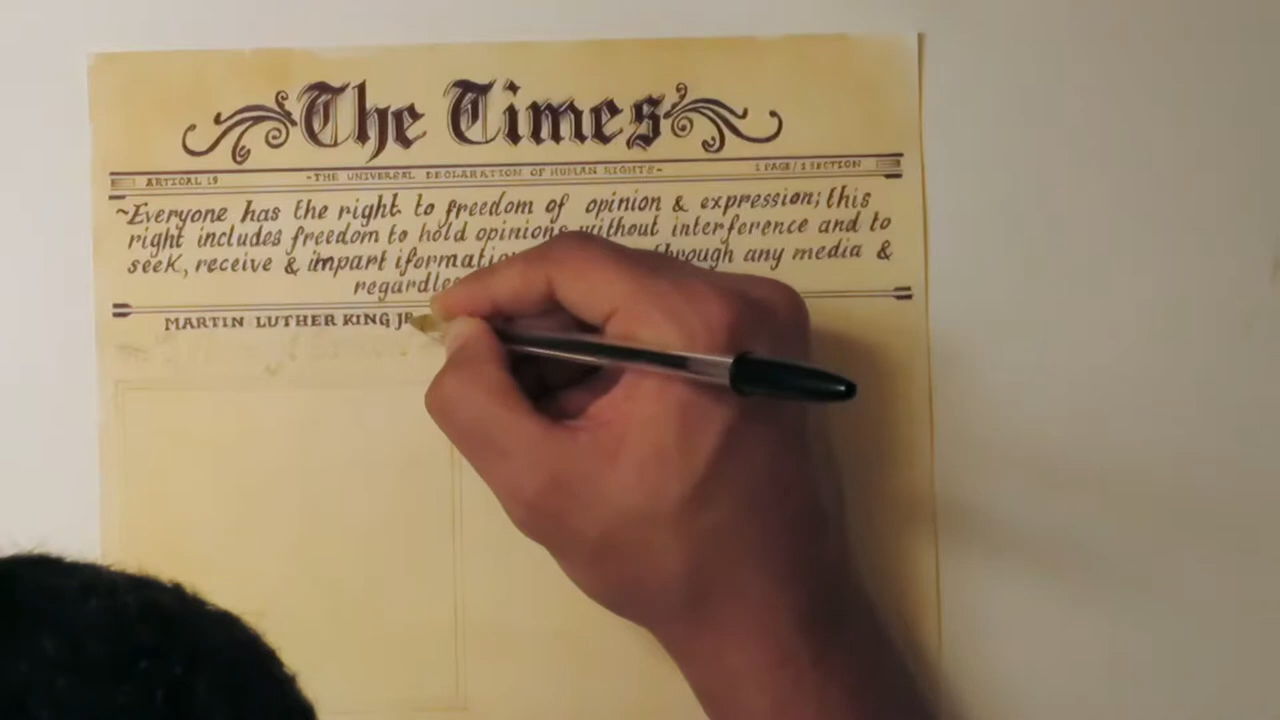 The Times
ARTICAL 19 -THE UNIVERSAL DECLARATION OF HUMAN RIGHTS- 1 PAGE/1 SECTION
~Everyone has the right to freedom of opinion & expression; this
right includes freedom to hold opinions without interference and to
seek, receive & impart through any media &
MARTIN LUTHER KING JR